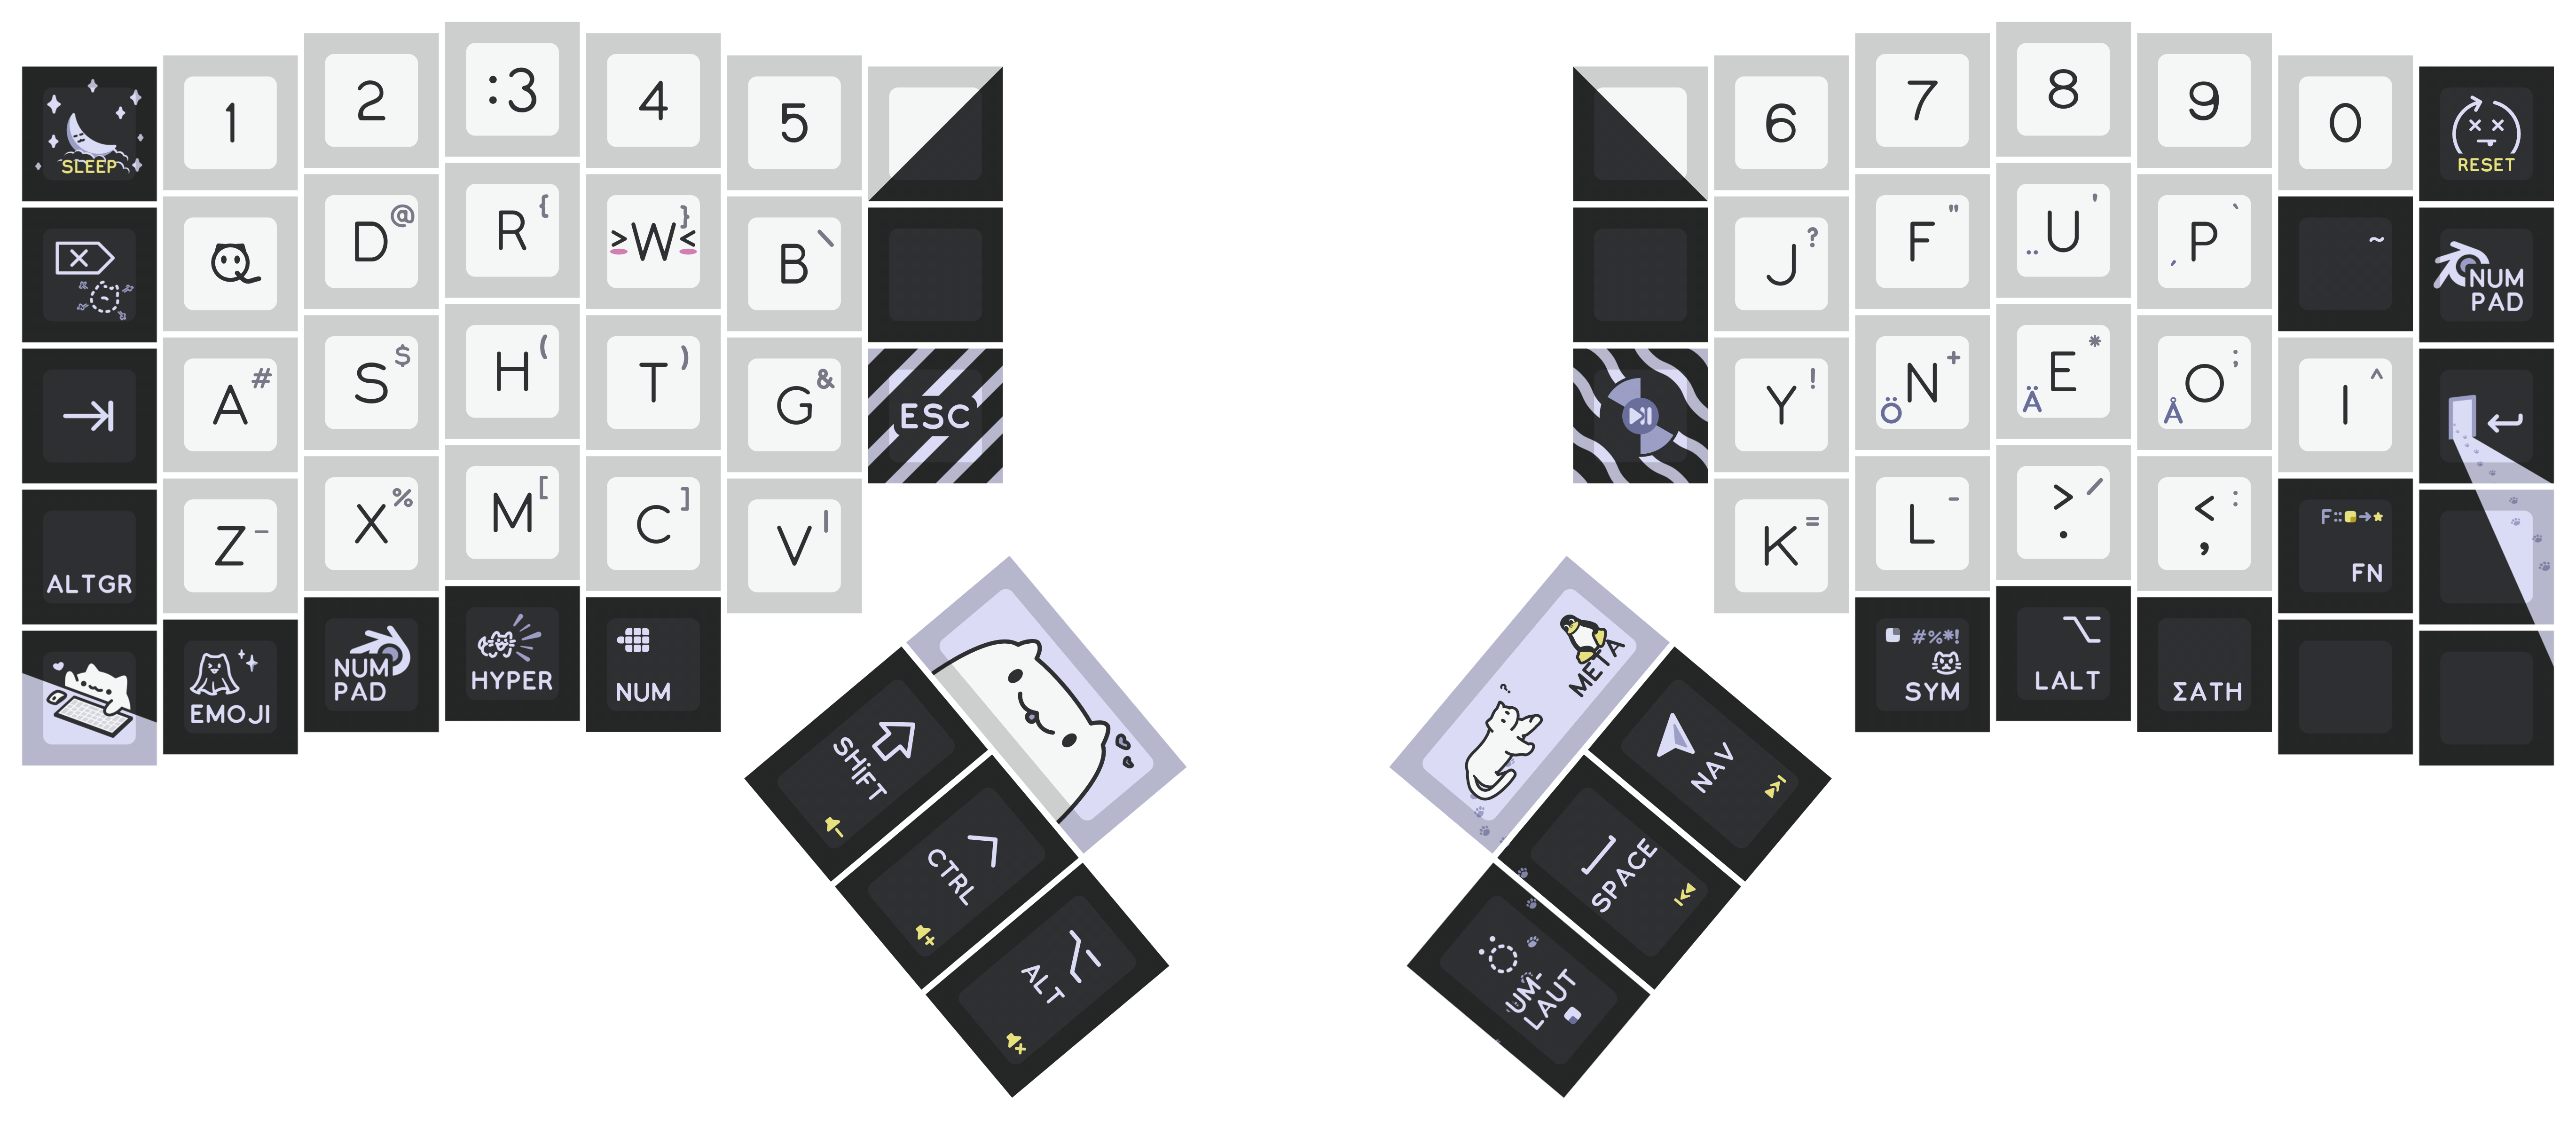 SLEEP 1 2 :3 4 5 6 7 8 9 0 RESET
Q D @ R { >W< } B \ J ? F " U ' ¨ P ` ´ ~ NUM PAD
A # S $ H ( T ) G & ESC Y ! N + Ö E * Ä O ; Å I ^
ALTGR Z _ X % M [ C ] V | K = L - > / . < : , F::→ FN
EMOJI NUM PAD HYPER NUM #%*! SYM LALT ΣATH
SHiFT META NAV
CTRL SPACE
ALT UM-
LAUT